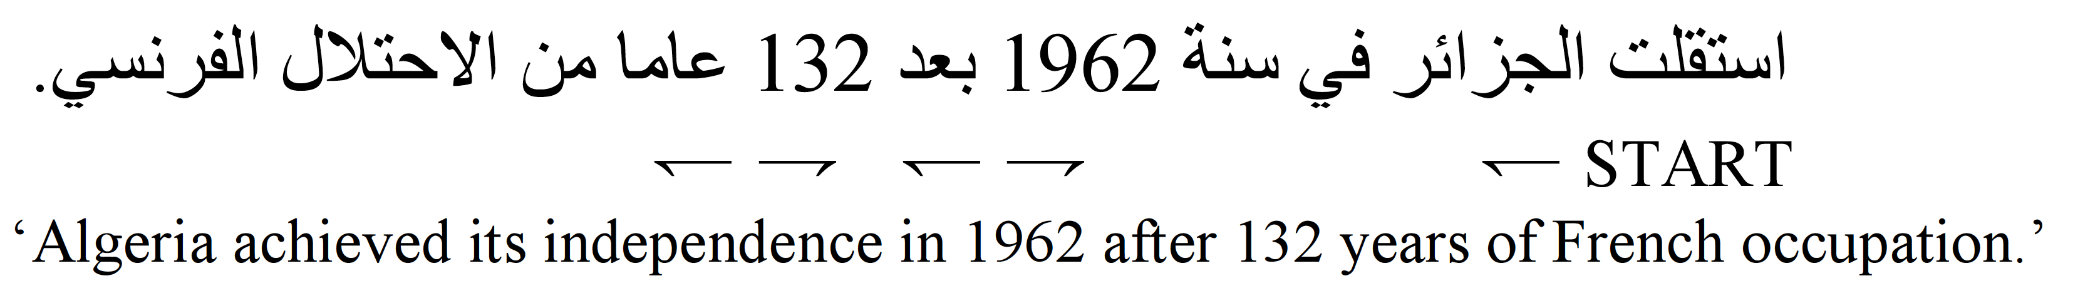 استقلت الجزائر في سنة 1962 بعد 132 عاما من الاحتلال الفرنسي.
← START → ← → ←
‘Algeria achieved its independence in 1962 after 132 years of French occupation.’